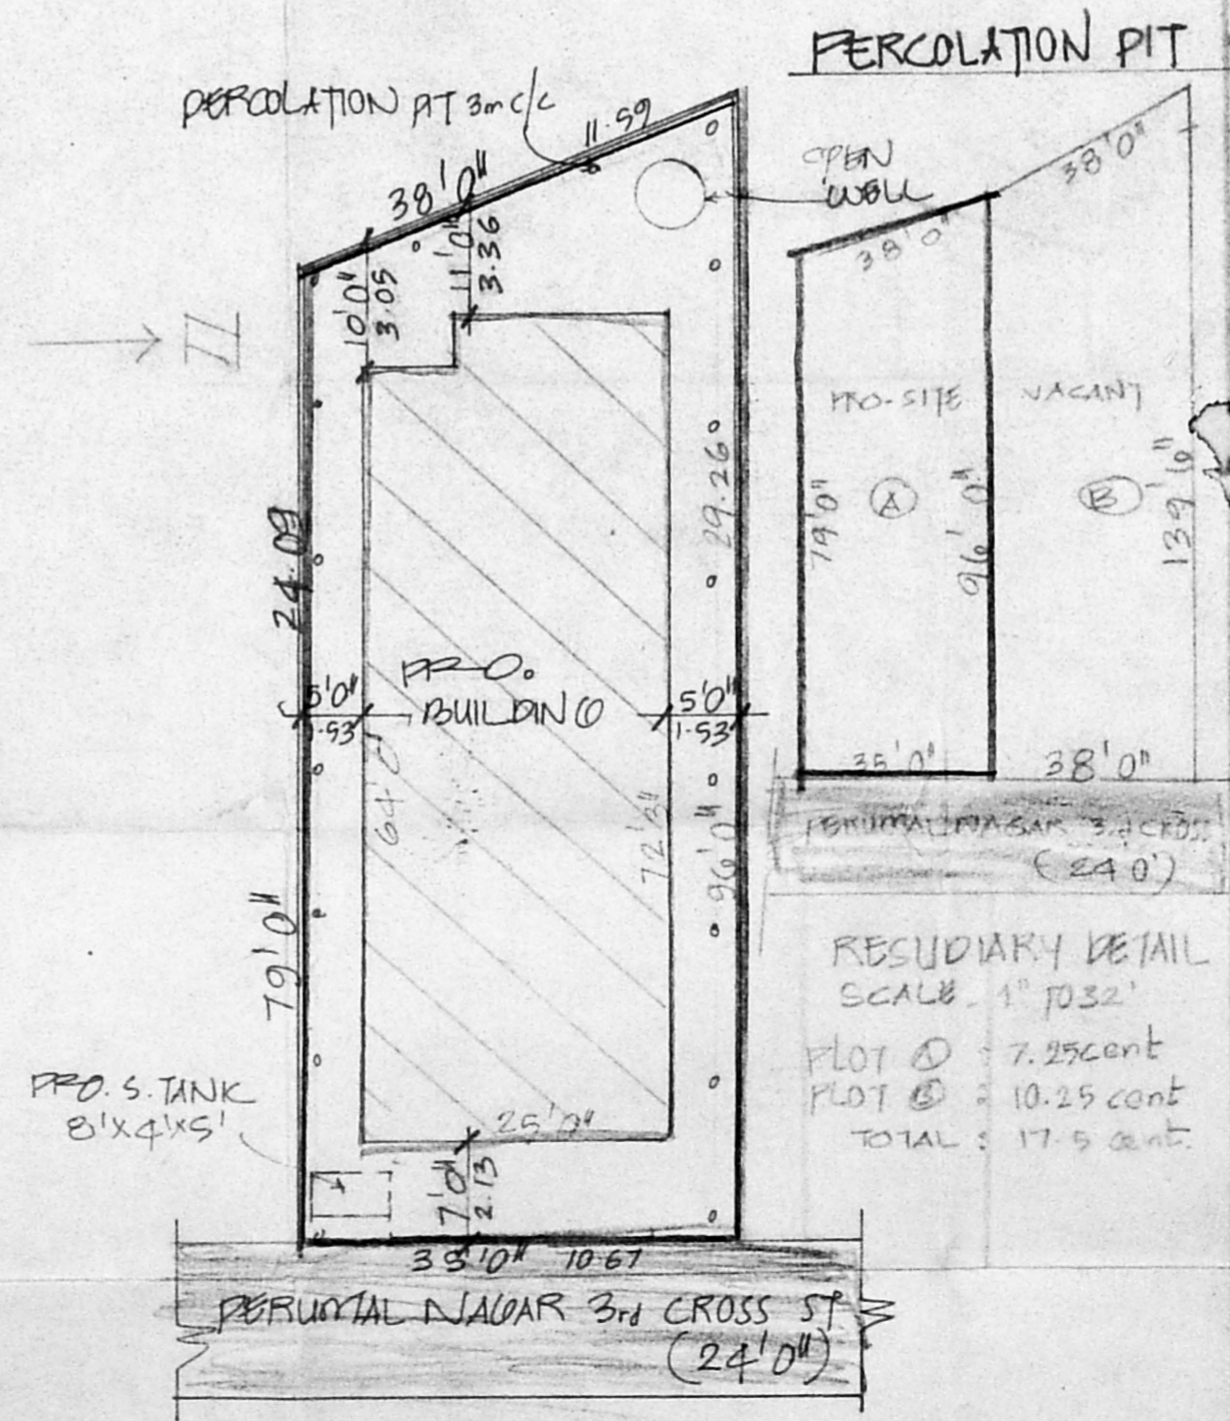 PERCOLATION PIT
PERCOLATION PIT 3m c/c
11.59
38'0"
OPEN
WELL
10'0"
3.05
11'0"
3.36
24.09
29.26
5'0"
1.53
PRO.
BUILDING
5'0"
1.53
64'0"
72'6"
96'0"
79'0"
PRO. S. TANK
8'X4'X5'
25'0"
7'0"
2.13
35'0" 10.67
PERUMAL NAGAR 3rd CROSS ST
(24'0")
38'0"
38'0"
PRO-SITE
VACANT
A
B
79'0"
96'0"
139'6"
35'0"
38'0"
PERUMAL NAGAR 3rd CROSS
(24'0')
RESUDIARY DETAIL
SCALE - 1" TO 32'
PLOT A : 7.25cent
PLOT B : 10.25 cent
TOTAL : 17.5 cent.